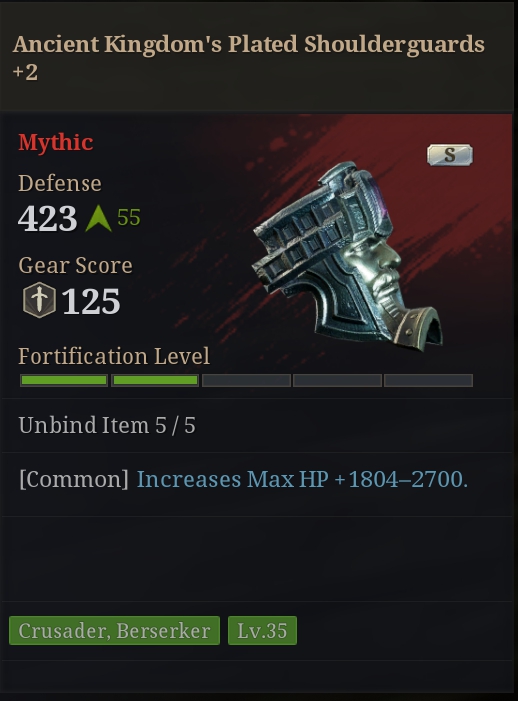 Ancient Kingdom's Plated Shoulderguards
+2
Mythic
S
Defense
423 55
Gear Score
125
Fortification Level
Unbind Item 5 / 5
[Common] Increases Max HP +1804–2700.
Crusader, Berserker Lv.35